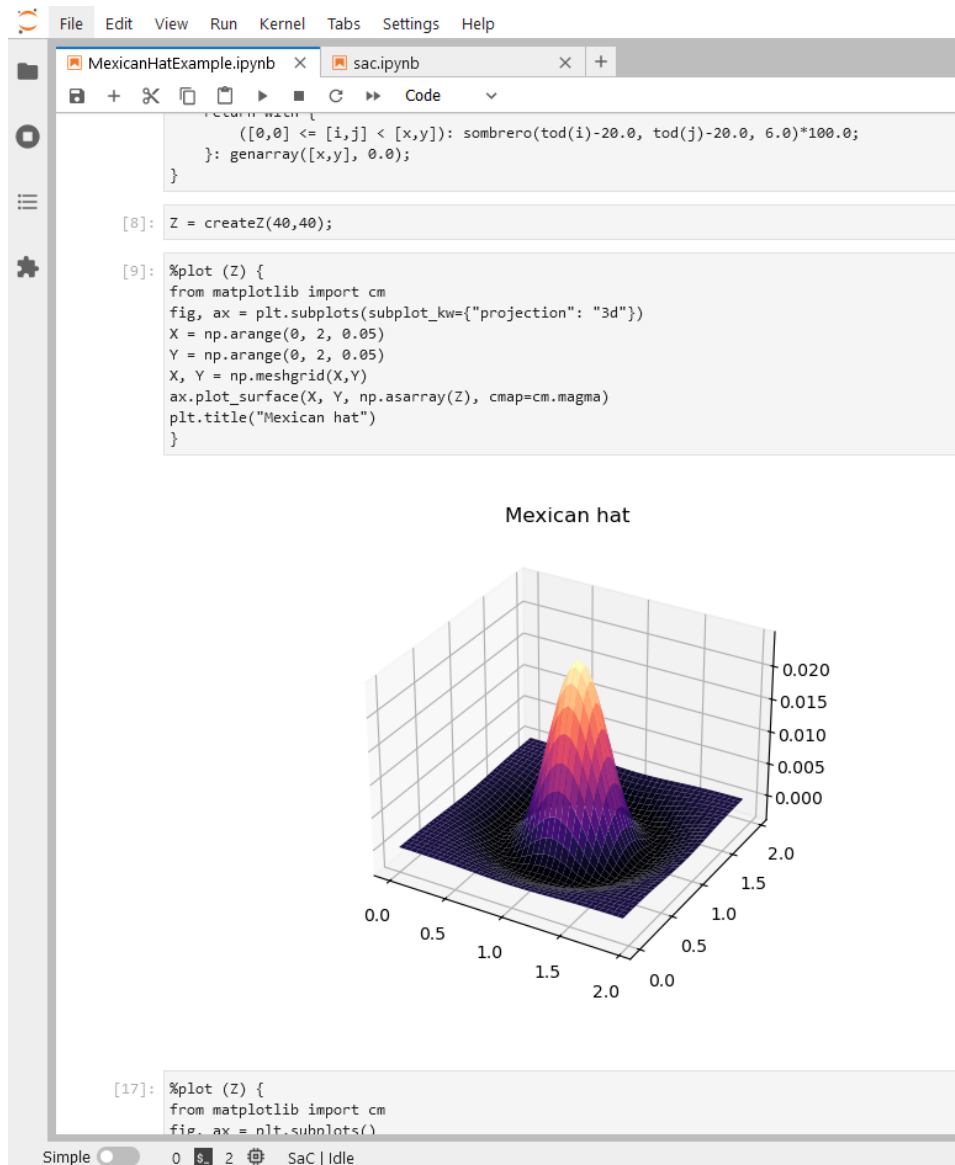 File Edit View Run Kernel Tabs Settings Help
MexicanHatExample.ipynb × sac.ipynb × +
Code
return with {
([0,0] <= [i,j] < [x,y]): sombrero(tod(i)-20.0, tod(j)-20.0, 6.0)*100.0;
}: genarray([x,y], 0.0);
}
[8]: Z = createZ(40,40);
[9]: %plot (Z) {
from matplotlib import cm
fig, ax = plt.subplots(subplot_kw={"projection": "3d"})
X = np.arange(0, 2, 0.05)
Y = np.arange(0, 2, 0.05)
X, Y = np.meshgrid(X,Y)
ax.plot_surface(X, Y, np.asarray(Z), cmap=cm.magma)
plt.title("Mexican hat")
}
Mexican hat
0.020
0.015
0.010
0.005
0.000
2.0
1.5
1.0
0.5
0.0
0.0
0.5
1.0
1.5
2.0
[17]: %plot (Z) {
from matplotlib import cm
fig, ax = plt.subplots()
Simple 0 $_ 2 SaC | Idle